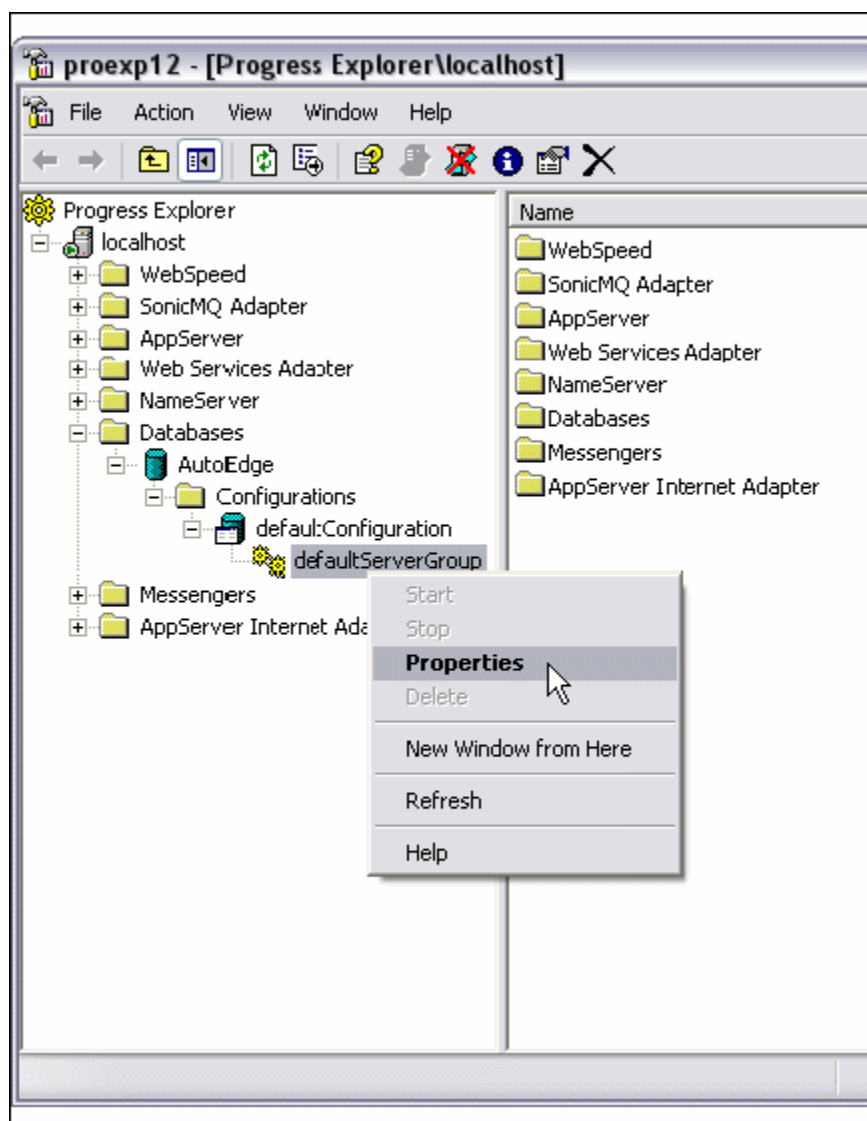 proexp12 - [Progress Explorer\localhost]
File Action View Window Help
Progress Explorer
localhost
WebSpeed
SonicMQ Adapter
AppServer
Web Services Adapter
NameServer
Databases
AutoEdge
Configurations
defaultConfiguration
defaultServerGroup
Messengers
AppServer Internet Ada
Name
WebSpeed
SonicMQ Adapter
AppServer
Web Services Adapter
NameServer
Databases
Messengers
AppServer Internet Adapter
Start
Stop
Properties
Delete
New Window from Here
Refresh
Help